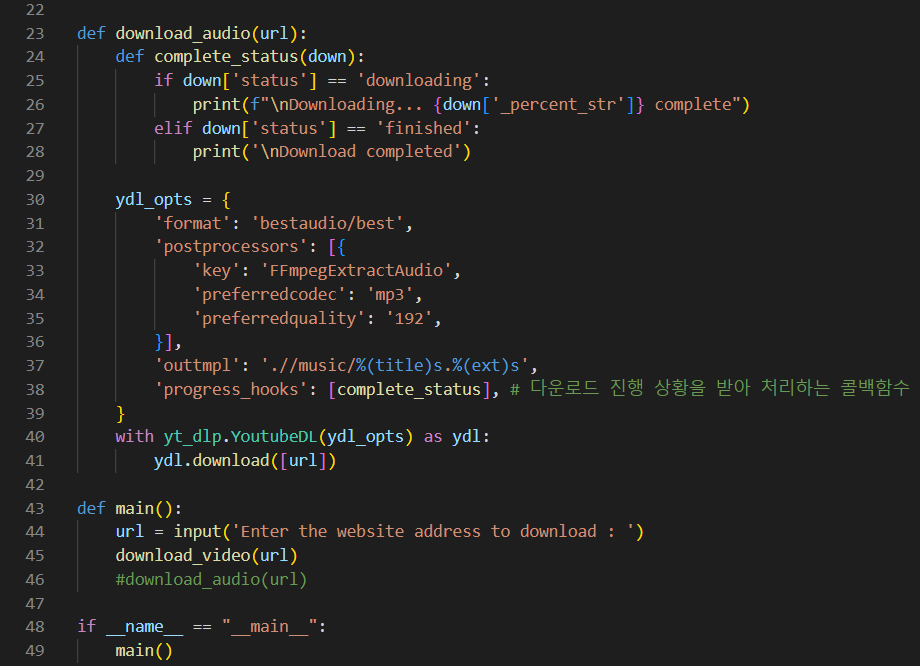 22
23 def download_audio(url):
24     def complete_status(down):
25         if down['status'] == 'downloading':
26             print(f"\nDownloading... {down['_percent_str']} complete")
27         elif down['status'] == 'finished':
28             print('\nDownload completed')
29
30     ydl_opts = {
31         'format': 'bestaudio/best',
32         'postprocessors': [{
33             'key': 'FFmpegExtractAudio',
34             'preferredcodec': 'mp3',
35             'preferredquality': '192',
36         }],
37         'outtmpl': './/music/%(title)s.%(ext)s',
38         'progress_hooks': [complete_status], # 다운로드 진행 상황을 받아 처리하는 콜백함수
39     }
40     with yt_dlp.YoutubeDL(ydl_opts) as ydl:
41         ydl.download([url])
42
43 def main():
44     url = input('Enter the website address to download : ')
45     download_video(url)
46     #download_audio(url)
47
48 if __name__ == "__main__":
49     main()